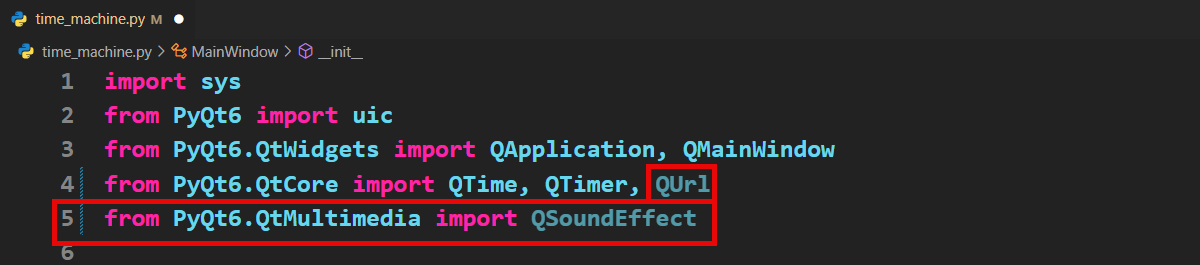 time_machine.py M
time_machine.py > MainWindow > __init__
1 import sys
2 from PyQt6 import uic
3 from PyQt6.QtWidgets import QApplication, QMainWindow
4 from PyQt6.QtCore import QTime, QTimer, QUrl
5 from PyQt6.QtMultimedia import QSoundEffect
6